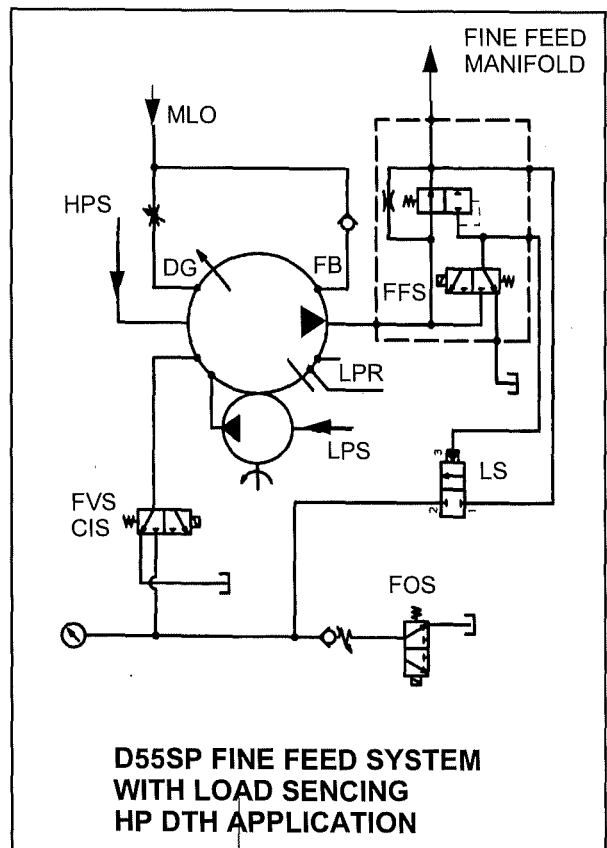 FINE FEED
MANIFOLD
MLO
HPS
DG
FB
FFS
LPR
LPS
3
LS
2
1
FVS
CIS
FOS
D55SP FINE FEED SYSTEM
WITH LOAD SENCING
HP DTH APPLICATION